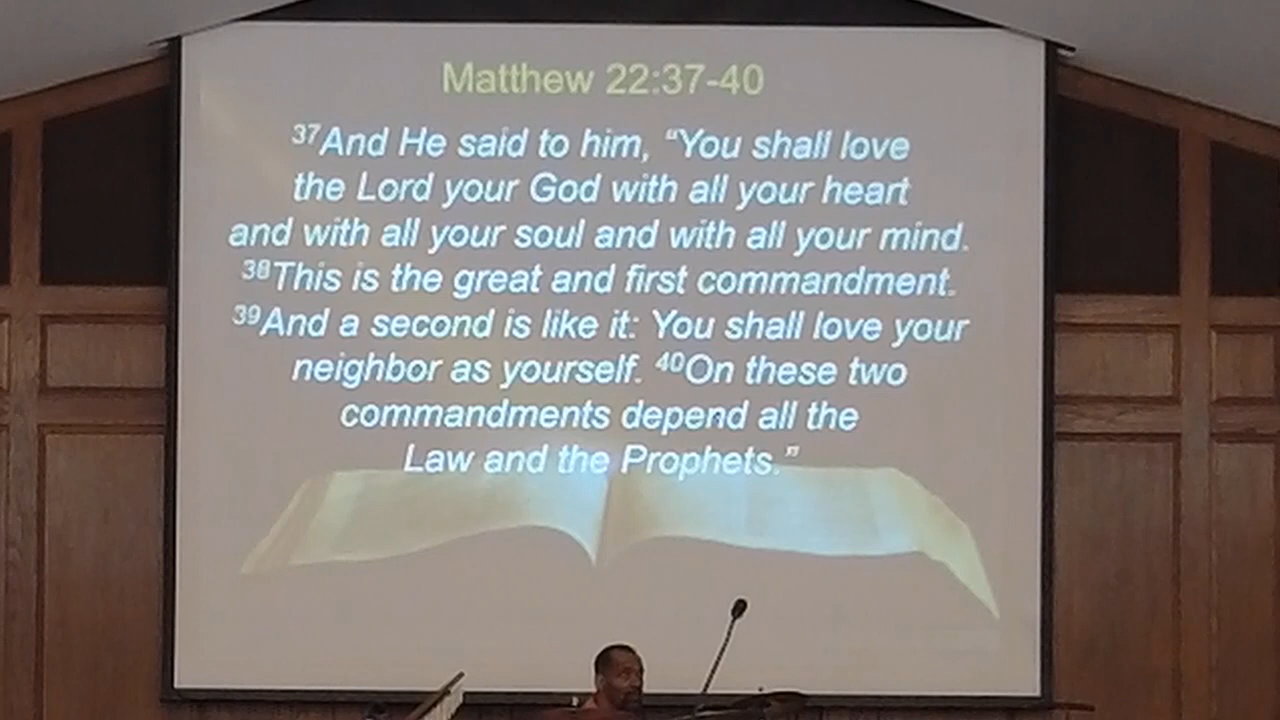 Matthew 22:37-40
37And He said to him, “You shall love
the Lord your God with all your heart
and with all your soul and with all your mind.
38This is the great and first commandment.
39And a second is like it: You shall love your
neighbor as yourself. 40On these two
commandments depend all the
Law and the Prophets.”